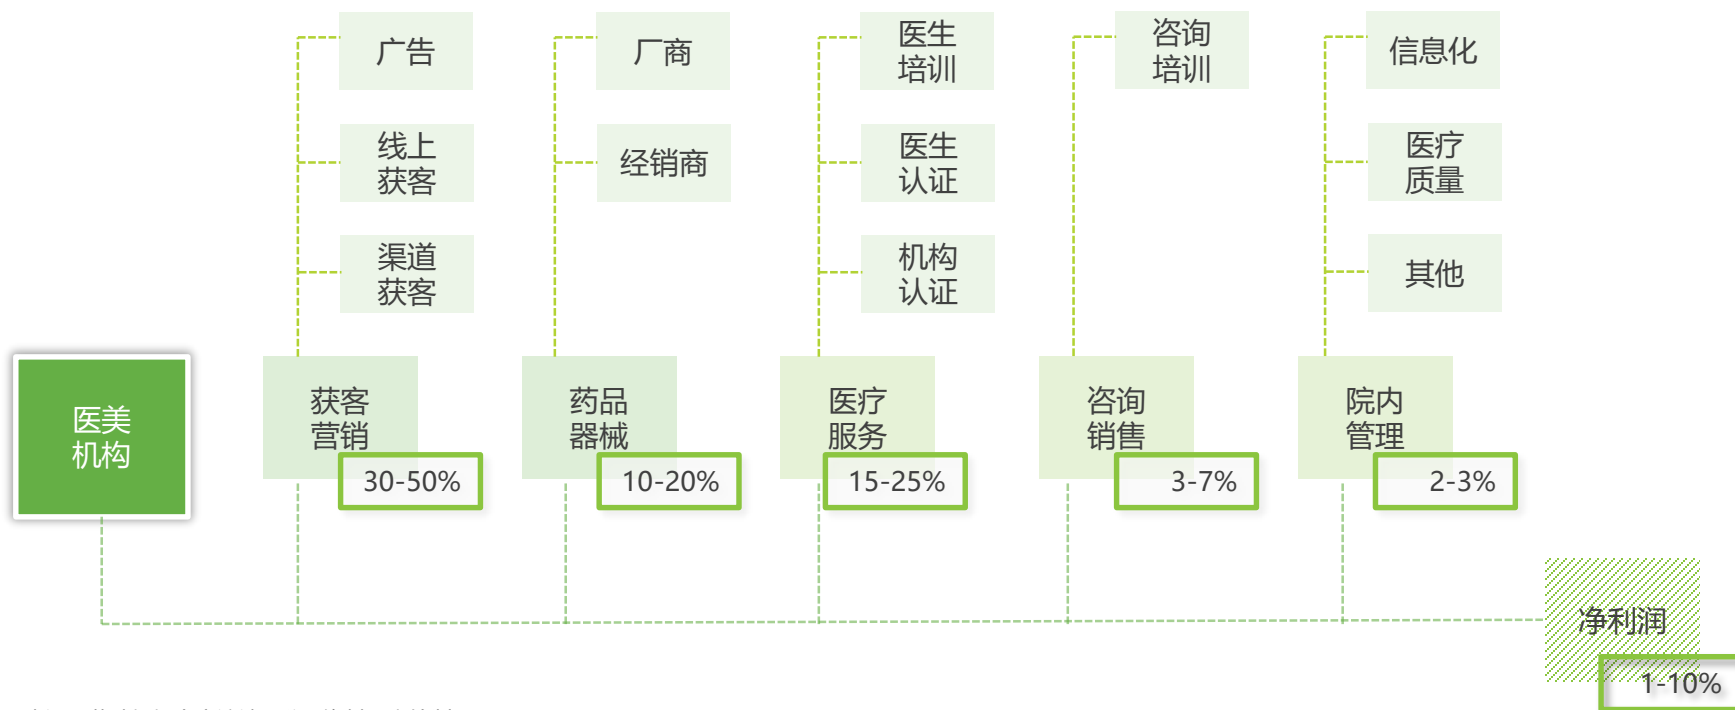 广告
线上
获客
渠道
获客
厂商
经销商
医生
培训
医生
认证
机构
认证
咨询
培训
信息化
医疗
质量
其他
医美
机构
获客
营销
30-50%
药品
器械
10-20%
医疗
服务
15-25%
咨询
销售
3-7%
院内
管理
2-3%
净利润
1-10%